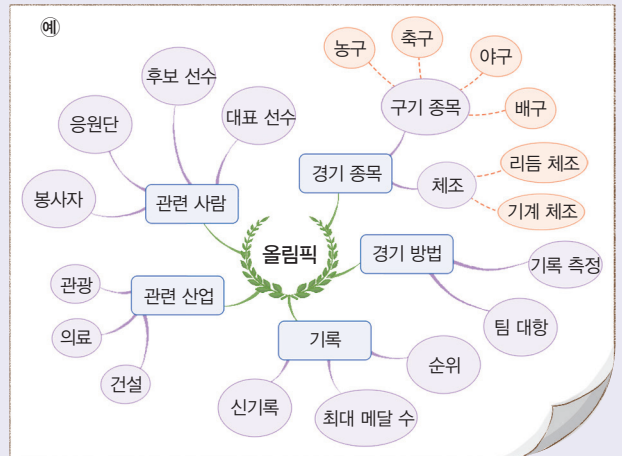 예
농구
축구
야구
배구
구기 종목
경기 종목
체조
리듬 체조
기계 체조
후보 선수
응원단
대표 선수
봉사자
관련 사람
올림픽
경기 방법
기록 측정
팀 대항
관광
관련 산업
의료
건설
기록
순위
신기록
최대 메달 수